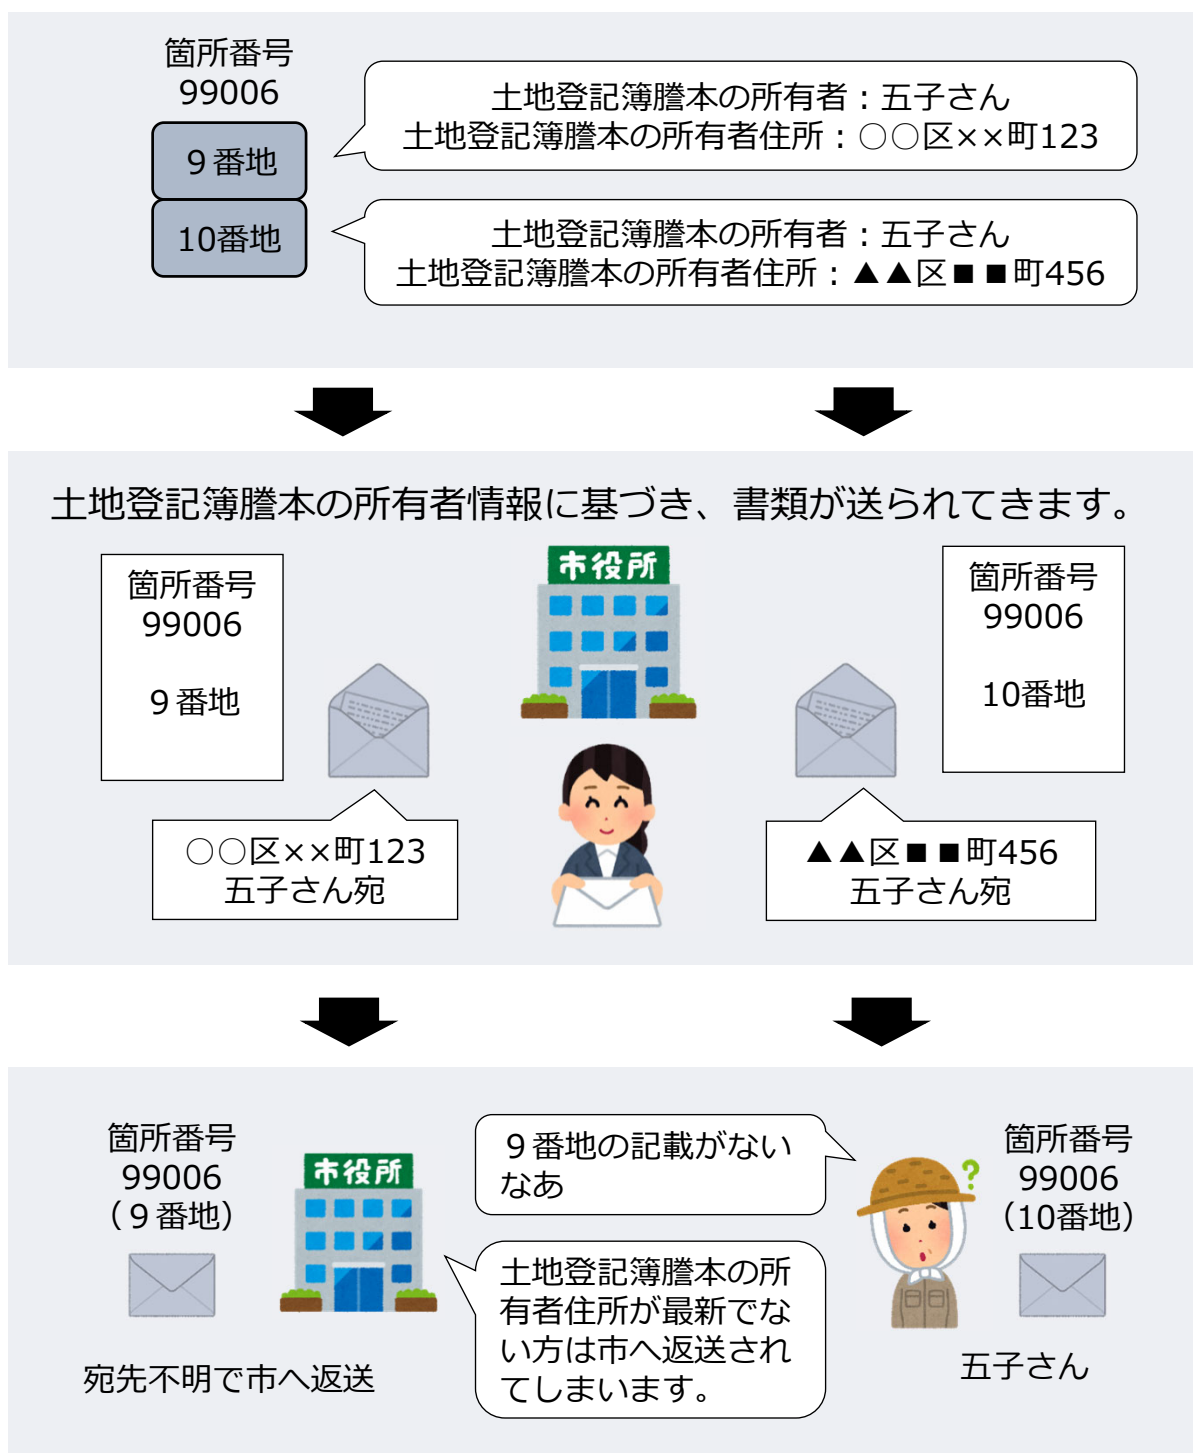 箇所番号
99006
９番地
10番地
土地登記簿謄本の所有者：五子さん
土地登記簿謄本の所有者住所：○○区××町123
土地登記簿謄本の所有者：五子さん
土地登記簿謄本の所有者住所：▲▲区■■町456
土地登記簿謄本の所有者情報に基づき、書類が送られてきます。
箇所番号
99006
９番地
○○区××町123
五子さん宛
市役所
箇所番号
99006
10番地
▲▲区■■町456
五子さん宛
箇所番号
99006
（９番地）
宛先不明で市へ返送
市役所
９番地の記載がない
なあ
土地登記簿謄本の所
有者住所が最新でな
い方は市へ返送され
てしまいます。
?
箇所番号
99006
（10番地）
五子さん